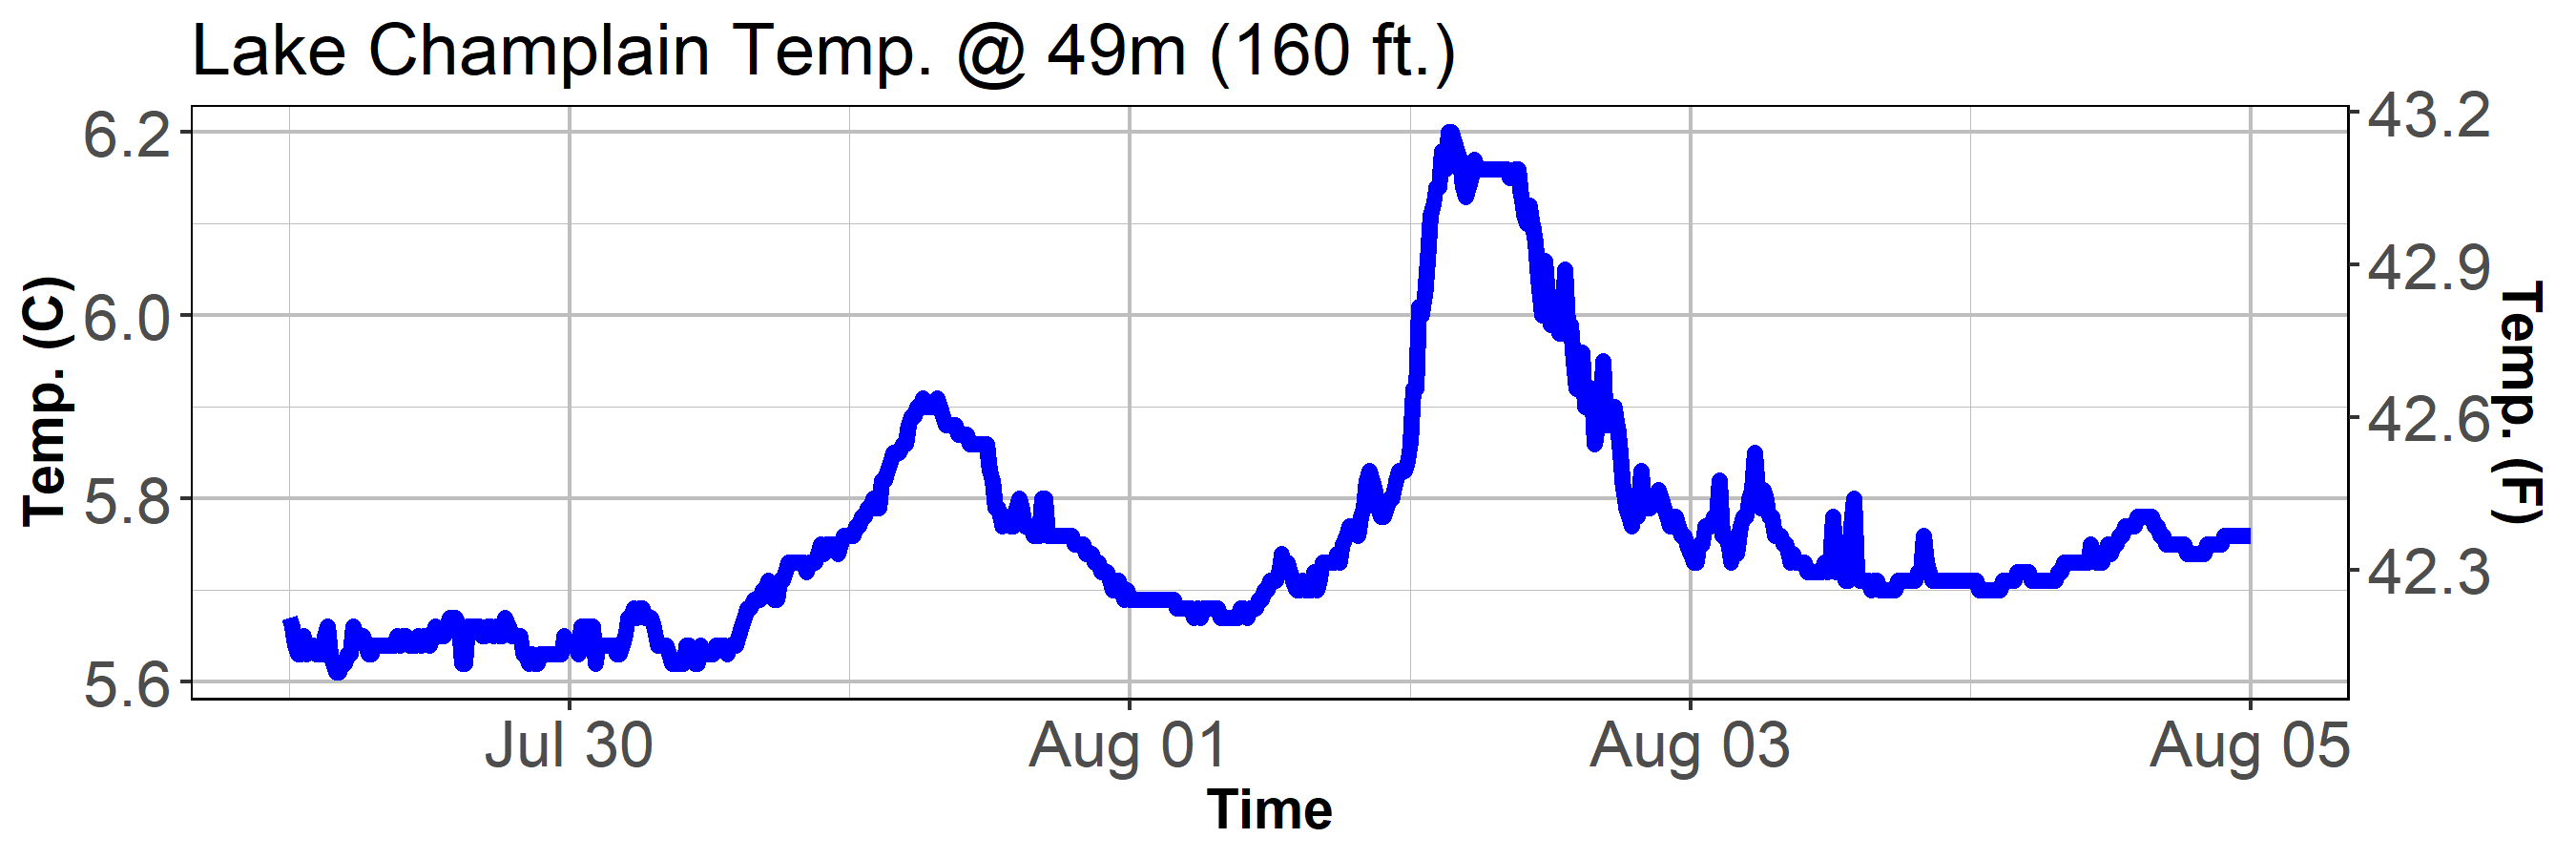 Lake Champlain Temp. @ 49m (160 ft.)
Temp. (C)
6.2
6.0
5.8
5.6
43.2
42.9
42.6
42.3
Temp. (F)
Jul 30
Aug 01
Aug 03
Aug 05
Time